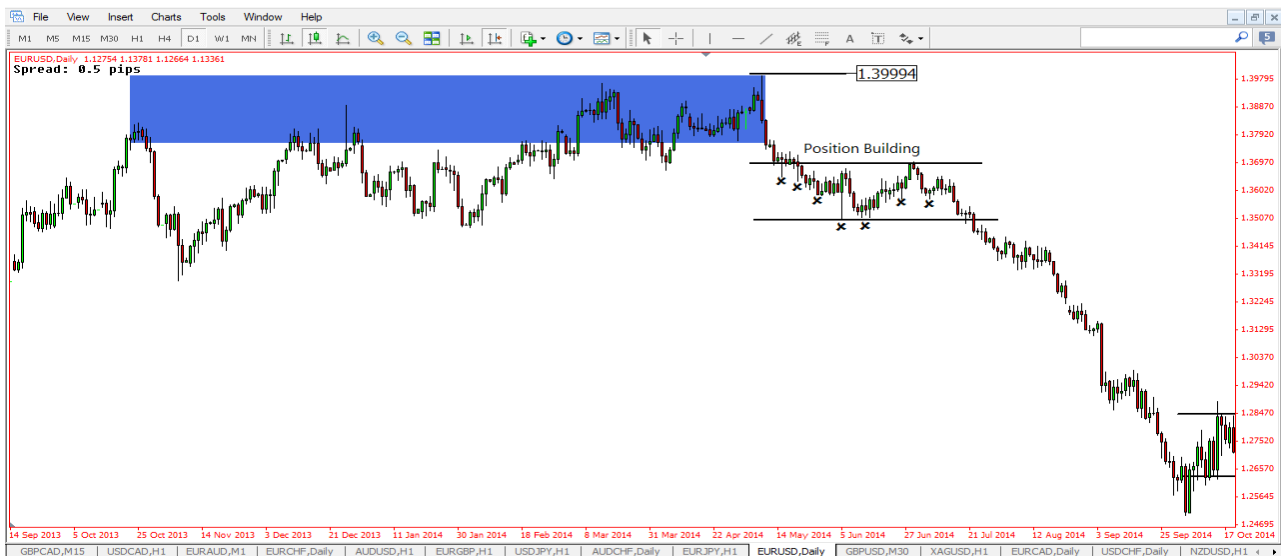 File View Insert Charts Tools Window Help
M1 M5 M15 M30 H1 H4 D1 W1 MN A T 5
EURUSD,Daily 1.12754 1.13781 1.12664 1.13361
Spread: 0.5 pips
1.39994
1.39795
1.38870
1.37920
Position Building
1.36970
1.36020
1.35070
1.34145
1.33195
1.32245
1.31295
1.30370
1.29420
1.28470
1.27520
1.26570
1.25645
1.24695
14 Sep 2013 5 Oct 2013 25 Oct 2013 14 Nov 2013 3 Dec 2013 21 Dec 2013 11 Jan 2014 30 Jan 2014 18 Feb 2014 8 Mar 2014 31 Mar 2014 22 Apr 2014 14 May 2014 5 Jun 2014 27 Jun 2014 21 Jul 2014 12 Aug 2014 3 Sep 2014 25 Sep 2014 17 Oct 2014
GBPCAD,M15 USDCAD,H1 EURAUD,M1 EURCHF,Daily AUDUSD,H1 EURGBP,H1 USDJPY,H1 AUDCHF,Daily EURJPY,H1 EURUSD,Daily GBPUSD,M30 XAGUSD,H1 EURCAD,Daily USDCHF,Daily NZDUSD,H1